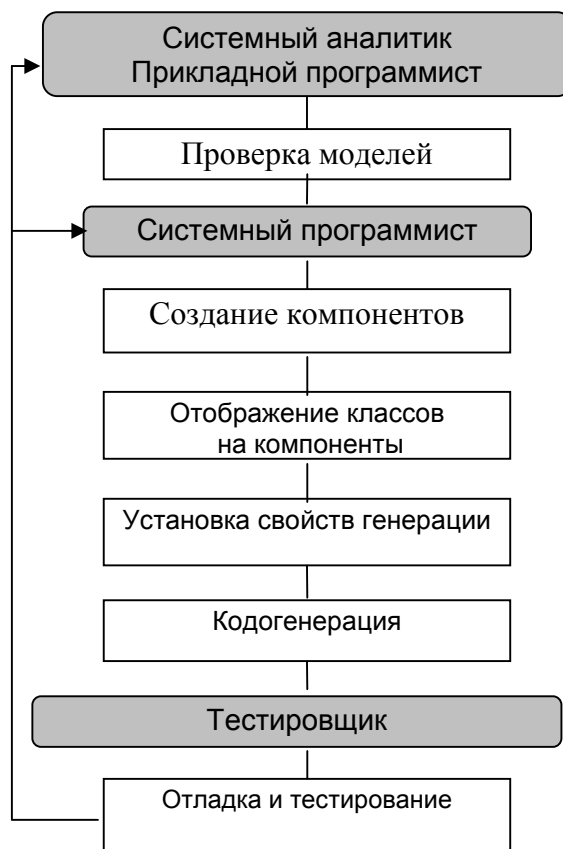 Системный аналитик
Прикладной программист
Проверка моделей
Системный программист
Создание компонентов
Отображение классов
на компоненты
Установка свойств генерации
Кодогенерация
Тестировщик
Отладка и тестирование